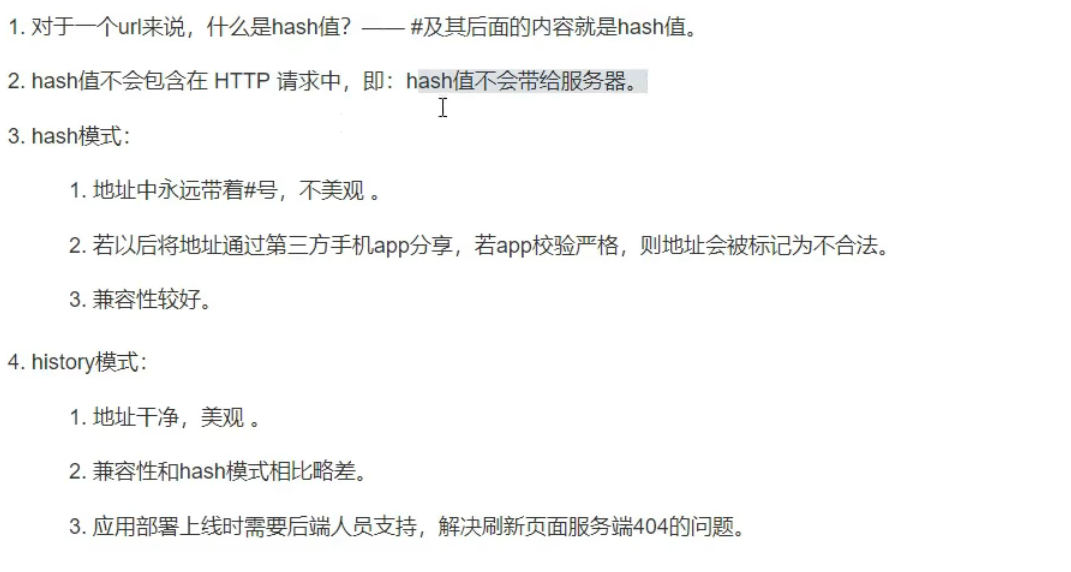 1. 对于一个url来说，什么是hash值？—— #及其后面的内容就是hash值。
2. hash值不会包含在 HTTP 请求中，即：hash值不会带给服务器。
3. hash模式：
1. 地址中永远带着#号，不美观 。
2. 若以后将地址通过第三方手机app分享，若app校验严格，则地址会被标记为不合法。
3. 兼容性较好。
4. history模式：
1. 地址干净，美观 。
2. 兼容性和hash模式相比略差。
3. 应用部署上线时需要后端人员支持，解决刷新页面服务端404的问题。